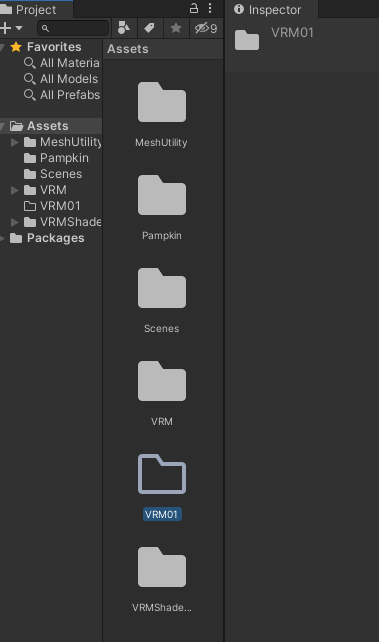 Project
9
Favorites
All Materia
All Models
All Prefabs
Assets
MeshUtility
Pampkin
Scenes
VRM
VRM01
VRMShade
Packages
Assets
MeshUtility
Pampkin
Scenes
VRM
VRM01
VRMShade...
Inspector
VRM01